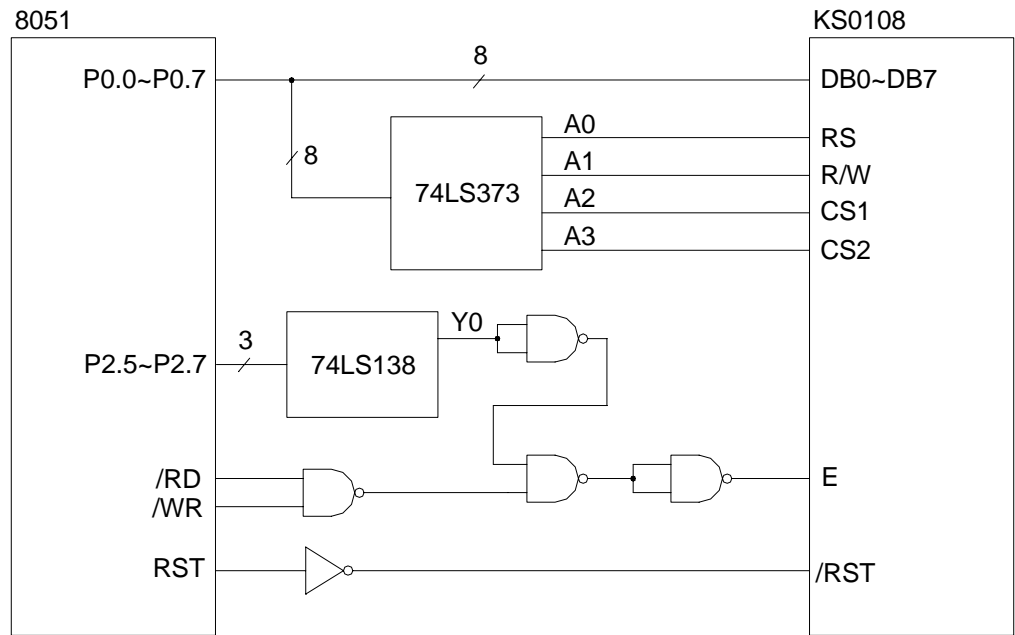 8051
KS0108
P0.0~P0.7
8
DB0~DB7
8
74LS373
A0
RS
A1
R/W
A2
CS1
A3
CS2
P2.5~P2.7
3
74LS138
Y0
/RD
/WR
E
RST
/RST